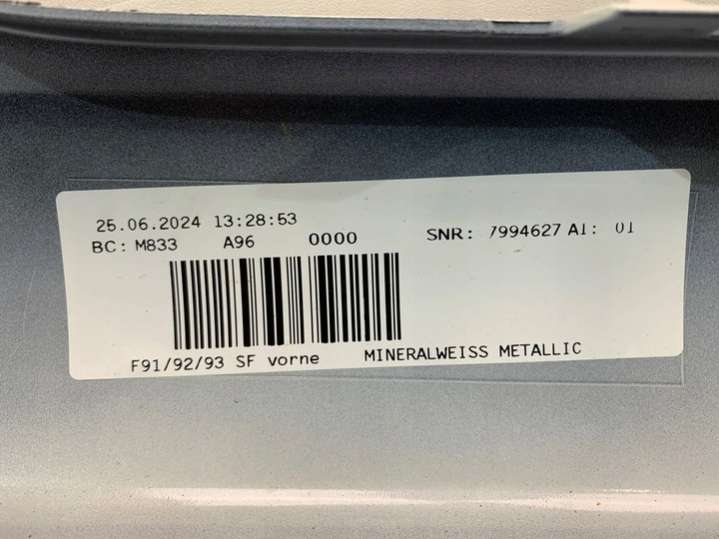 25.06.2024 13:28:53
BC: M833 A96 0000 SNR: 7994627 AI: 01
F91/92/93 SF vorne MINERALWEISS METALLIC